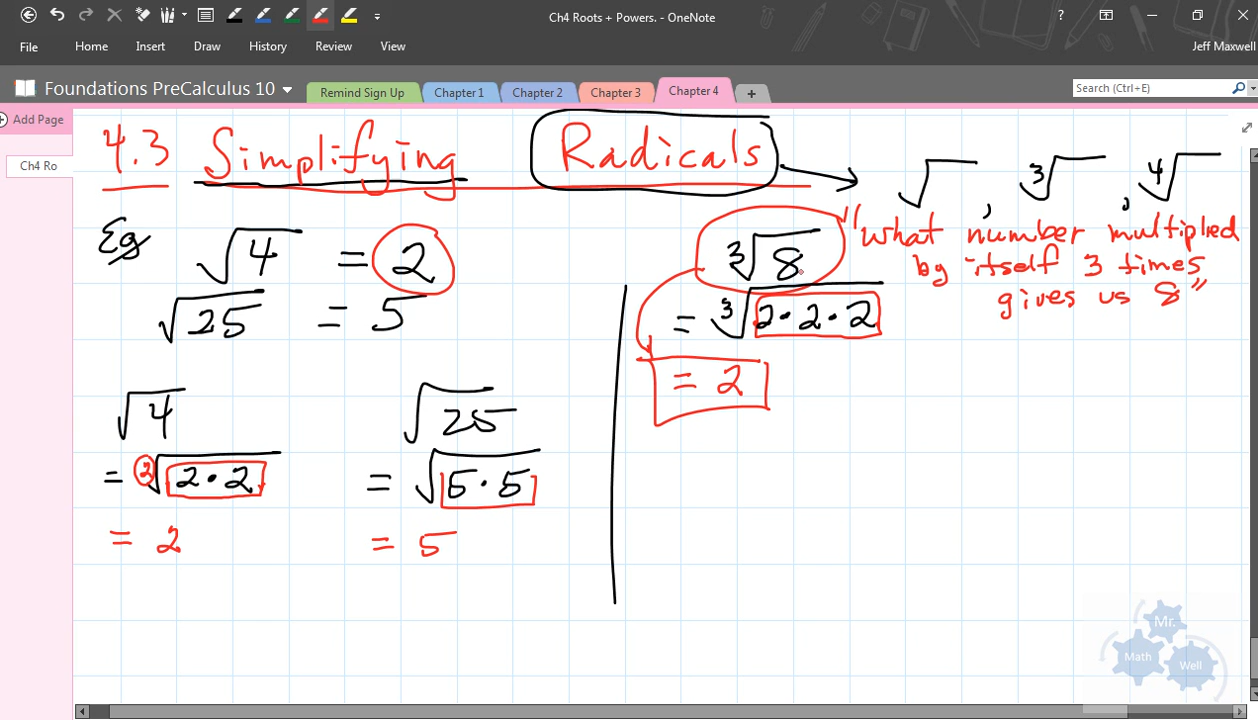 Ch4 Roots + Powers. - OneNote
?
File
Home
Insert
Draw
History
Review
View
Jeff Maxwell
Foundations PreCalculus 10
Remind Sign Up
Chapter 1
Chapter 2
Chapter 3
Chapter 4
+
Search (Ctrl+E)
Add Page
Ch4 Ro
4.3 Simplifying Radicals → √ , ∛ , ∜
Eg √4 = 2
√25 = 5
∛8
"what number multiplied
by itself 3 times
gives us 8"
= ∛2·2·2
= 2
√4
= ²√2·2
= 2
√25
= √5·5
= 5
Mr.
Math
Well